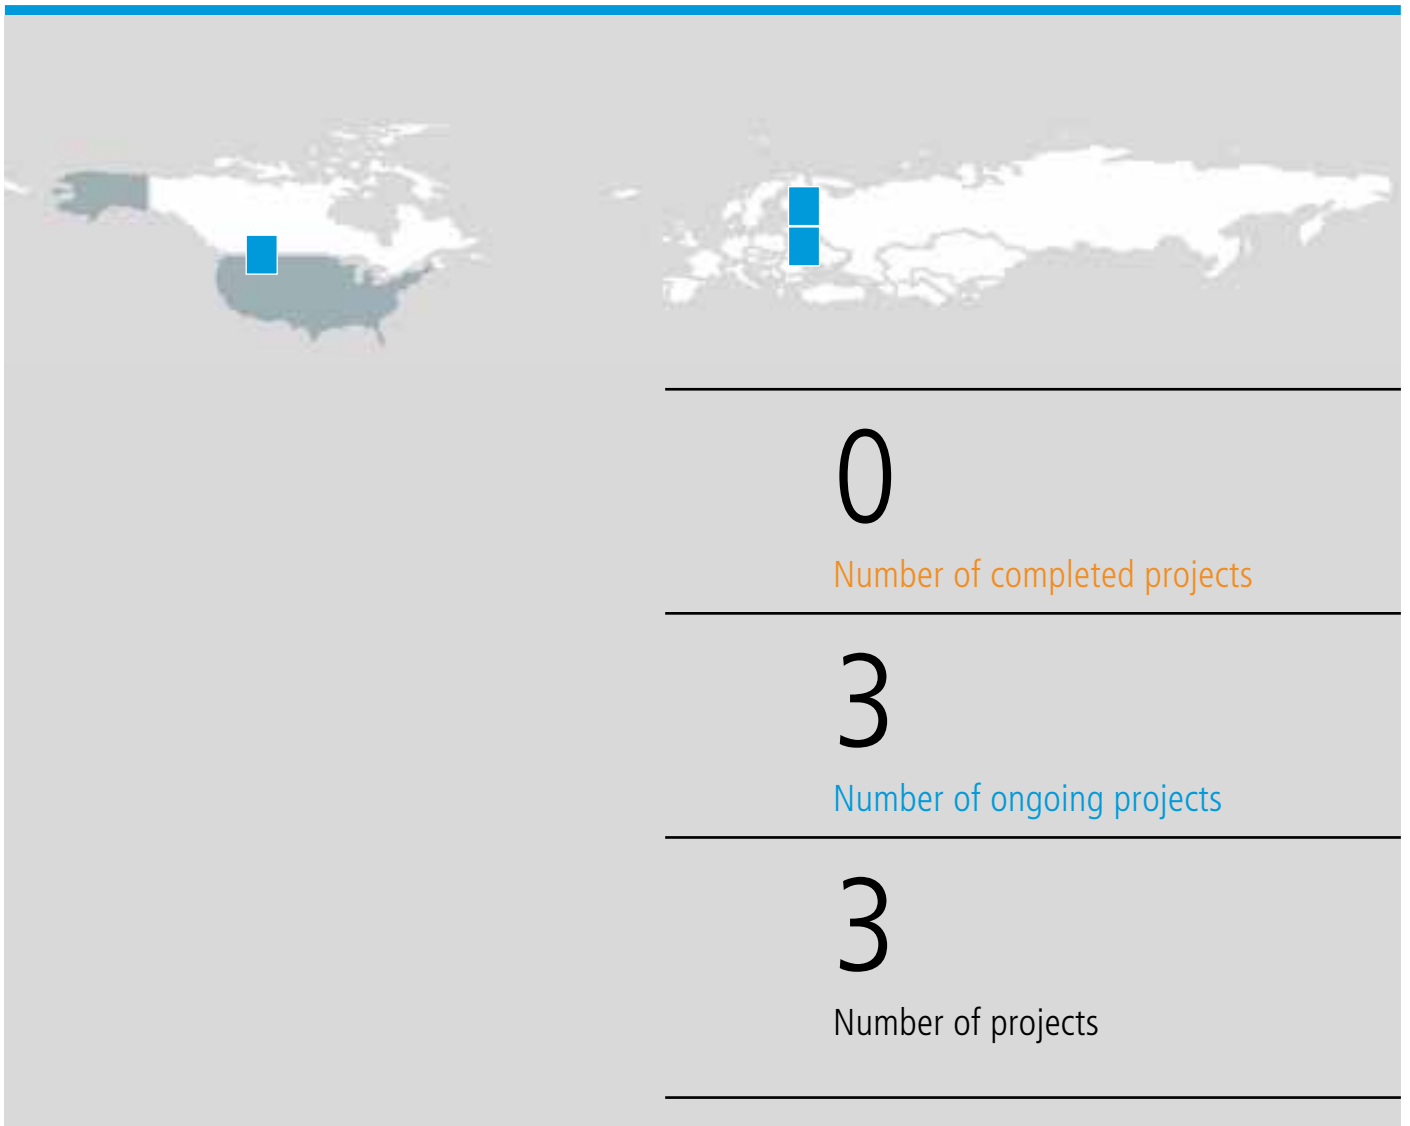 0
Number of completed projects
3
Number of ongoing projects
3
Number of projects